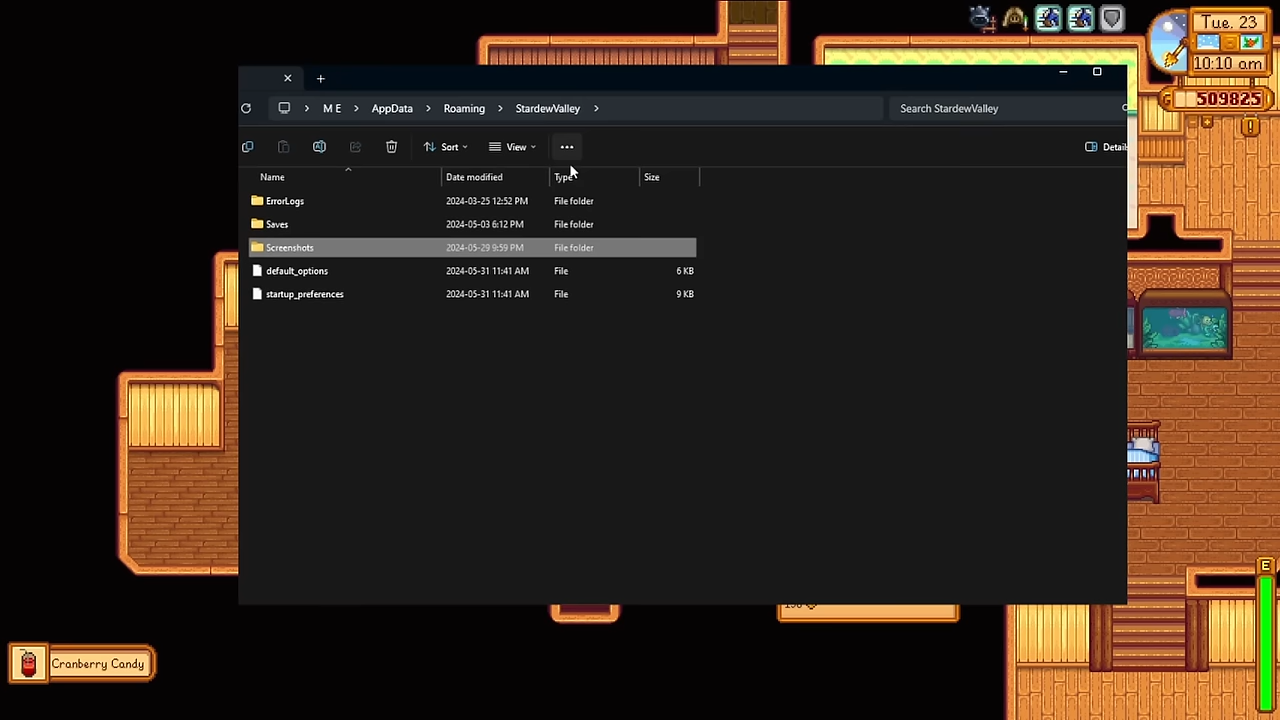 Tue. 23
10:10 am
509825
M E > AppData > Roaming > StardewValley >
Search StardewValley
Sort
View
Detail
Name
Date modified
Type
Size
ErrorLogs 2024-03-25 12:52 PM File folder
Saves 2024-05-03 6:12 PM File folder
Screenshots 2024-05-29 9:59 PM File folder
default_options 2024-05-31 11:41 AM File 6 KB
startup_preferences 2024-05-31 11:41 AM File 9 KB
E
Cranberry Candy